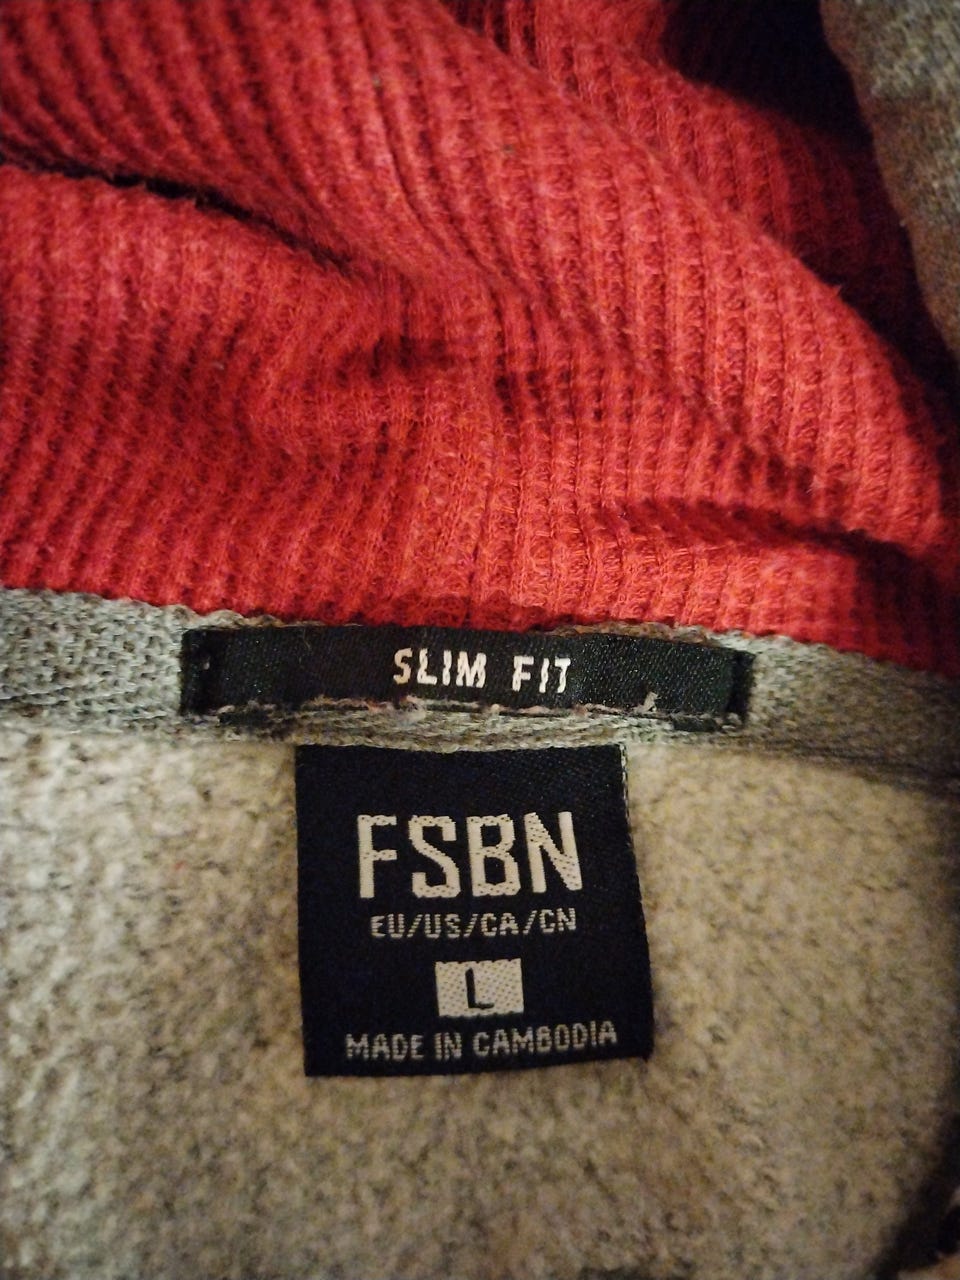 SLIM FIT
FSBN
EU/US/CA/CN
L
MADE IN CAMBODIA